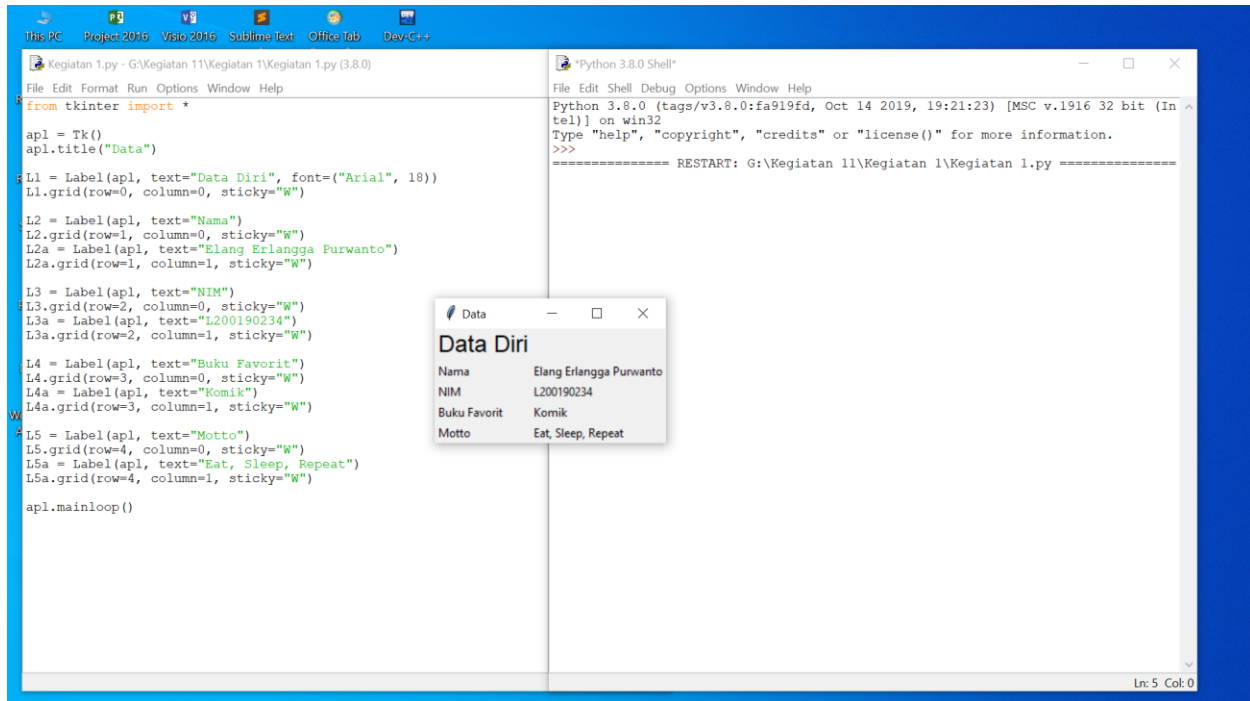 This PC
Project 2016
Visio 2016
Sublime Text
Office Tab
Dev-C++
Kegiatan 1.py - G:\Kegiatan 11\Kegiatan 1\Kegiatan 1.py (3.8.0)
File Edit Format Run Options Window Help
from tkinter import *
apl = Tk()
apl.title("Data")
L1 = Label(apl, text="Data Diri", font=("Arial", 18))
L1.grid(row=0, column=0, sticky="W")
L2 = Label(apl, text="Nama")
L2.grid(row=1, column=0, sticky="W")
L2a = Label(apl, text="Elang Erlangga Purwanto")
L2a.grid(row=1, column=1, sticky="W")
L3 = Label(apl, text="NIM")
L3.grid(row=2, column=0, sticky="W")
L3a = Label(apl, text="L200190234")
L3a.grid(row=2, column=1, sticky="W")
L4 = Label(apl, text="Buku Favorit")
L4.grid(row=3, column=0, sticky="W")
L4a = Label(apl, text="Komik")
L4a.grid(row=3, column=1, sticky="W")
L5 = Label(apl, text="Motto")
L5.grid(row=4, column=0, sticky="W")
L5a = Label(apl, text="Eat, Sleep, Repeat")
L5a.grid(row=4, column=1, sticky="W")
apl.mainloop()
*Python 3.8.0 Shell*
File Edit Shell Debug Options Window Help
Python 3.8.0 (tags/v3.8.0:fa919fd, Oct 14 2019, 19:21:23) [MSC v.1916 32 bit (In
tel)] on win32
Type "help", "copyright", "credits" or "license()" for more information.
>>>
=============== RESTART: G:\Kegiatan 11\Kegiatan 1\Kegiatan 1.py ===============
Ln: 5 Col: 0
Data
Data Diri
Nama Elang Erlangga Purwanto
NIM L200190234
Buku Favorit Komik
Motto Eat, Sleep, Repeat